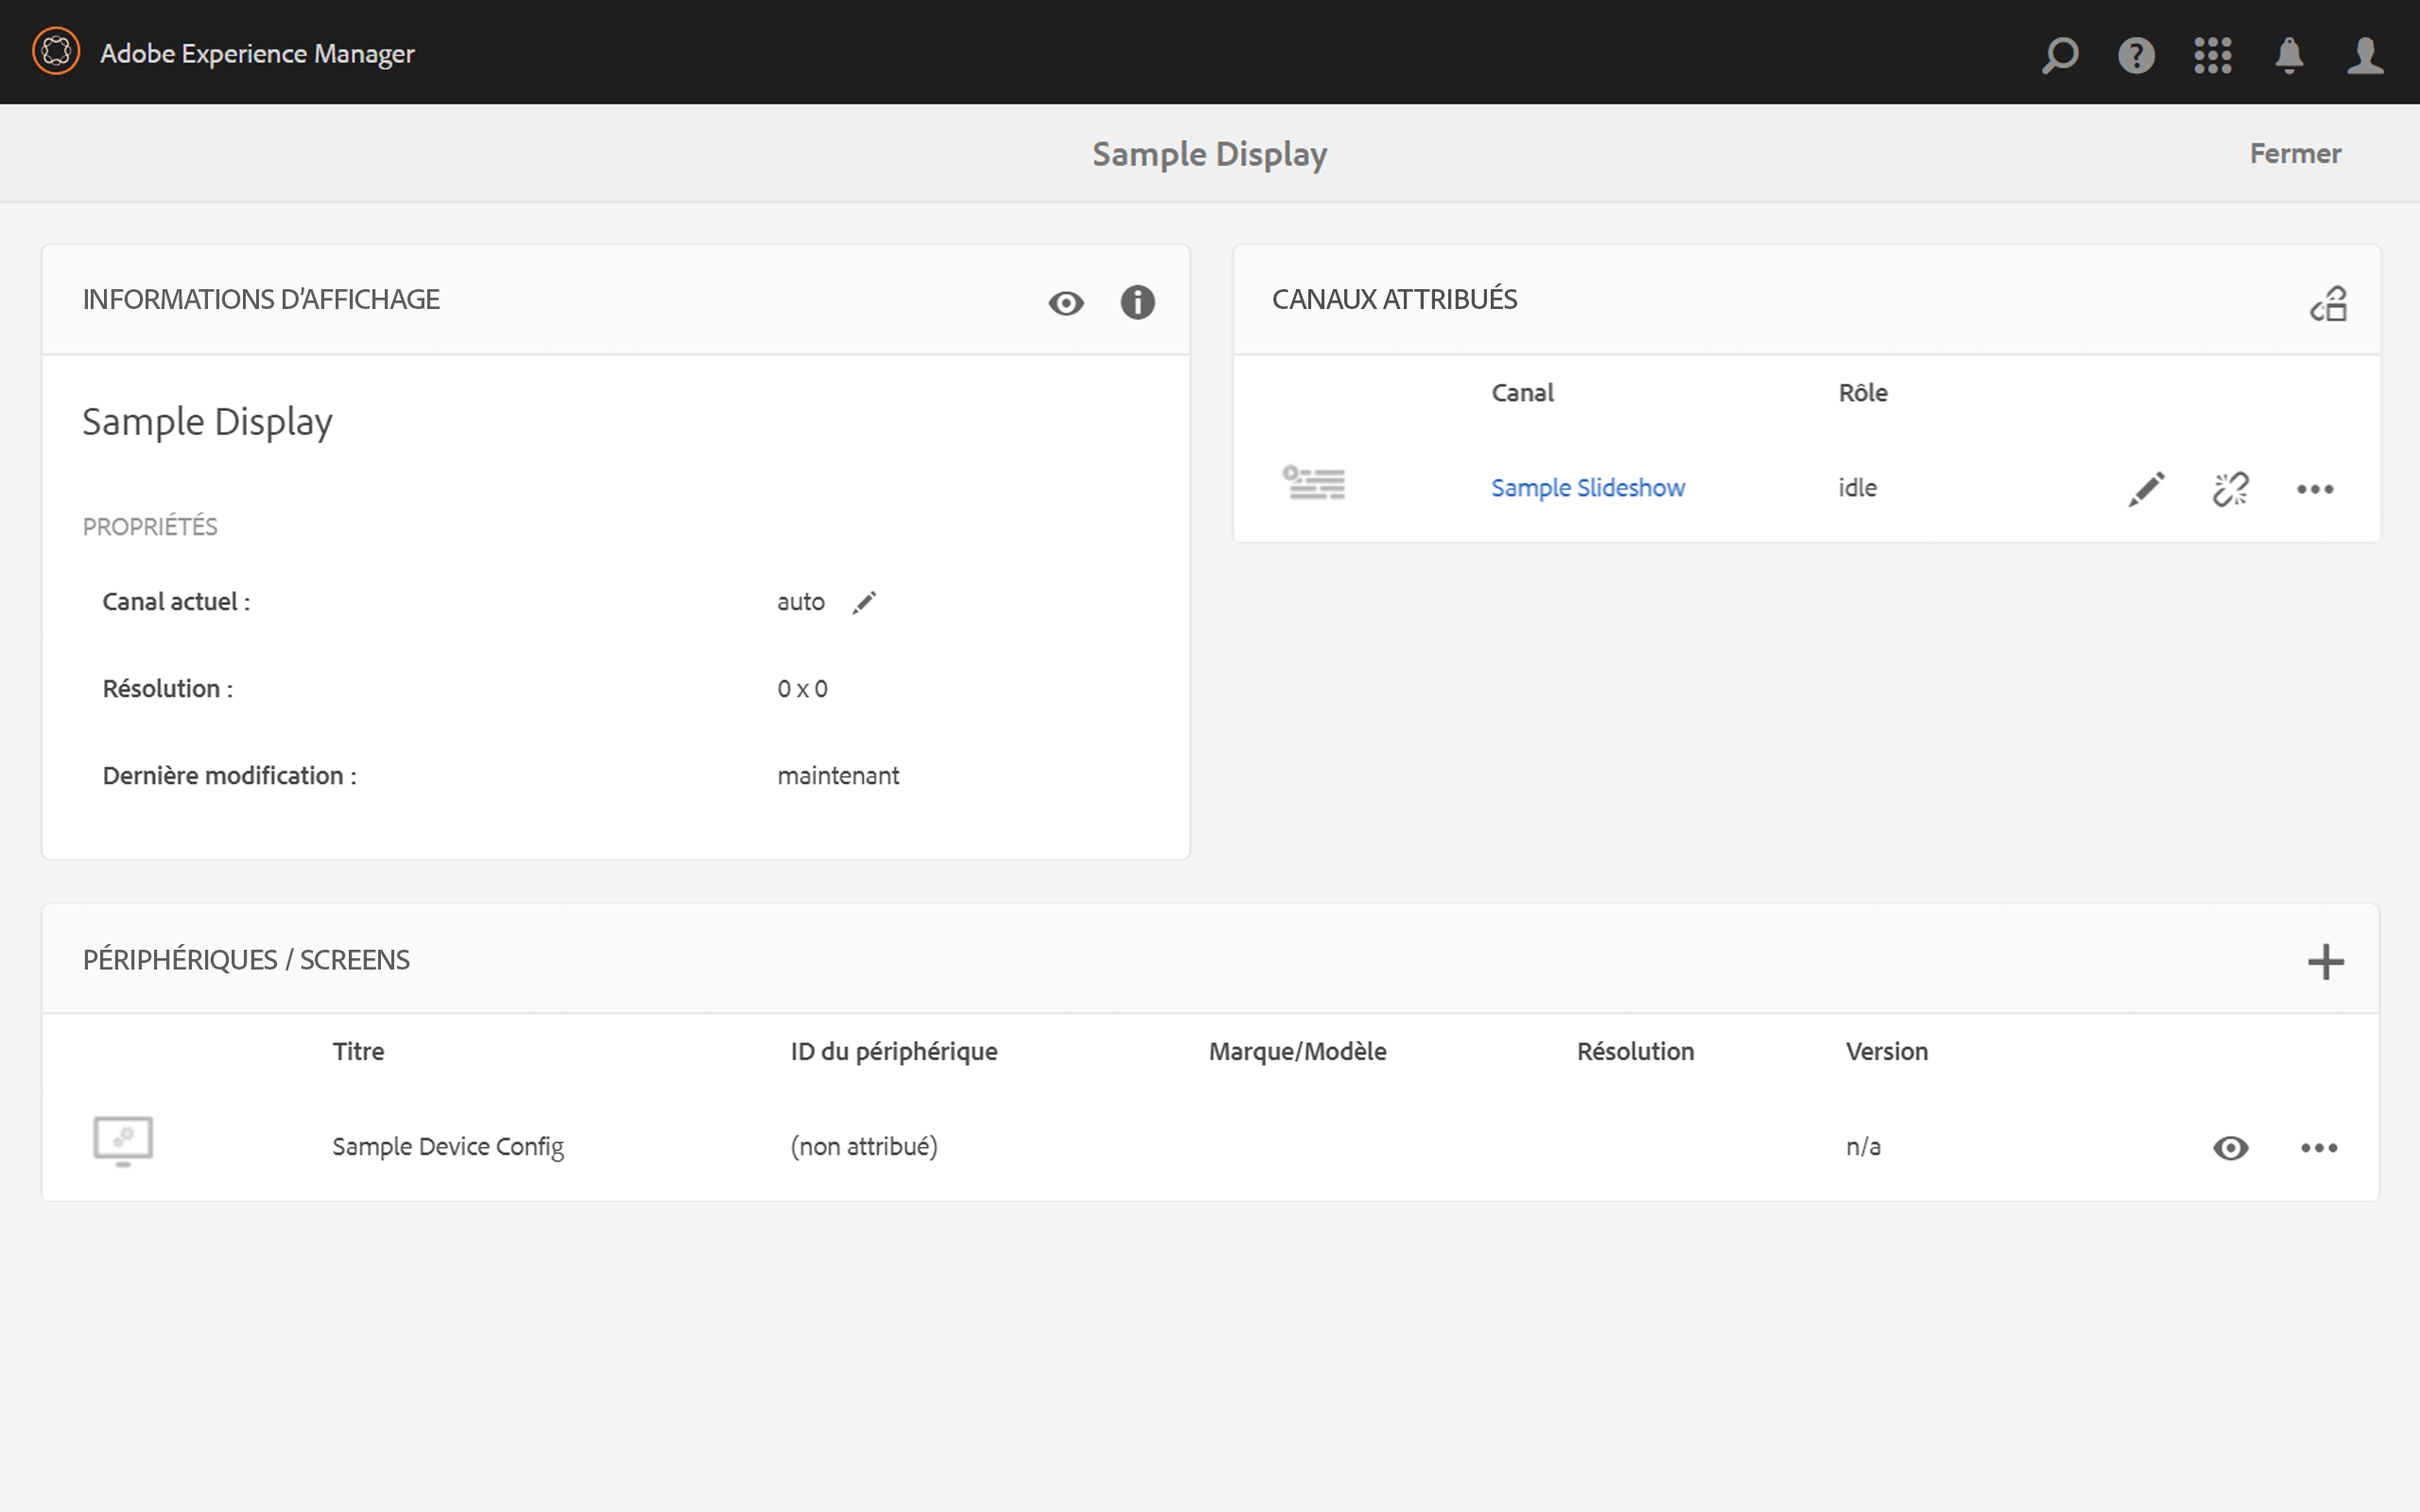 Adobe Experience Manager
Sample Display
Fermer
INFORMATIONS D’AFFICHAGE
Sample Display
PROPRIÉTÉS
Canal actuel : auto
Résolution : 0 x 0
Dernière modification : maintenant
CANAUX ATTRIBUÉS
Canal Rôle
Sample Slideshow idle
PÉRIPHÉRIQUES / SCREENS
Titre ID du périphérique Marque/Modèle Résolution Version
Sample Device Config (non attribué) n/a